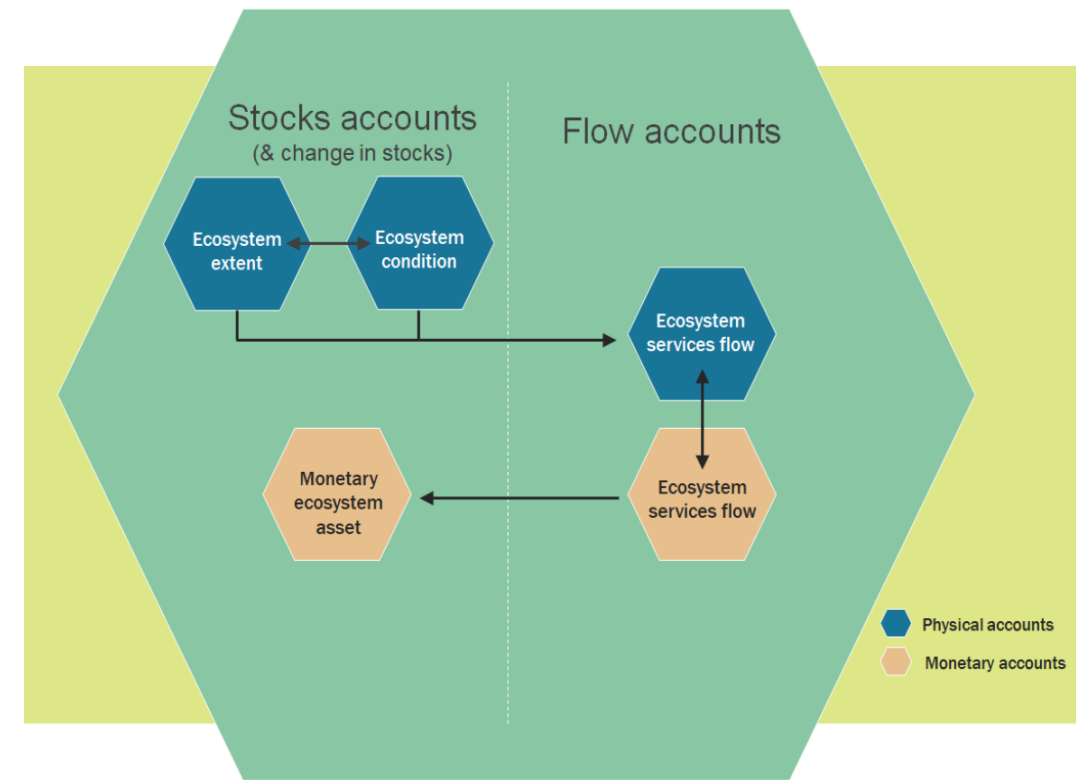 Stocks accounts
(& change in stocks)
Flow accounts
Ecosystem
extent
Ecosystem
condition
Ecosystem
services flow
Monetary
ecosystem
asset
Ecosystem
services flow
Physical accounts
Monetary accounts